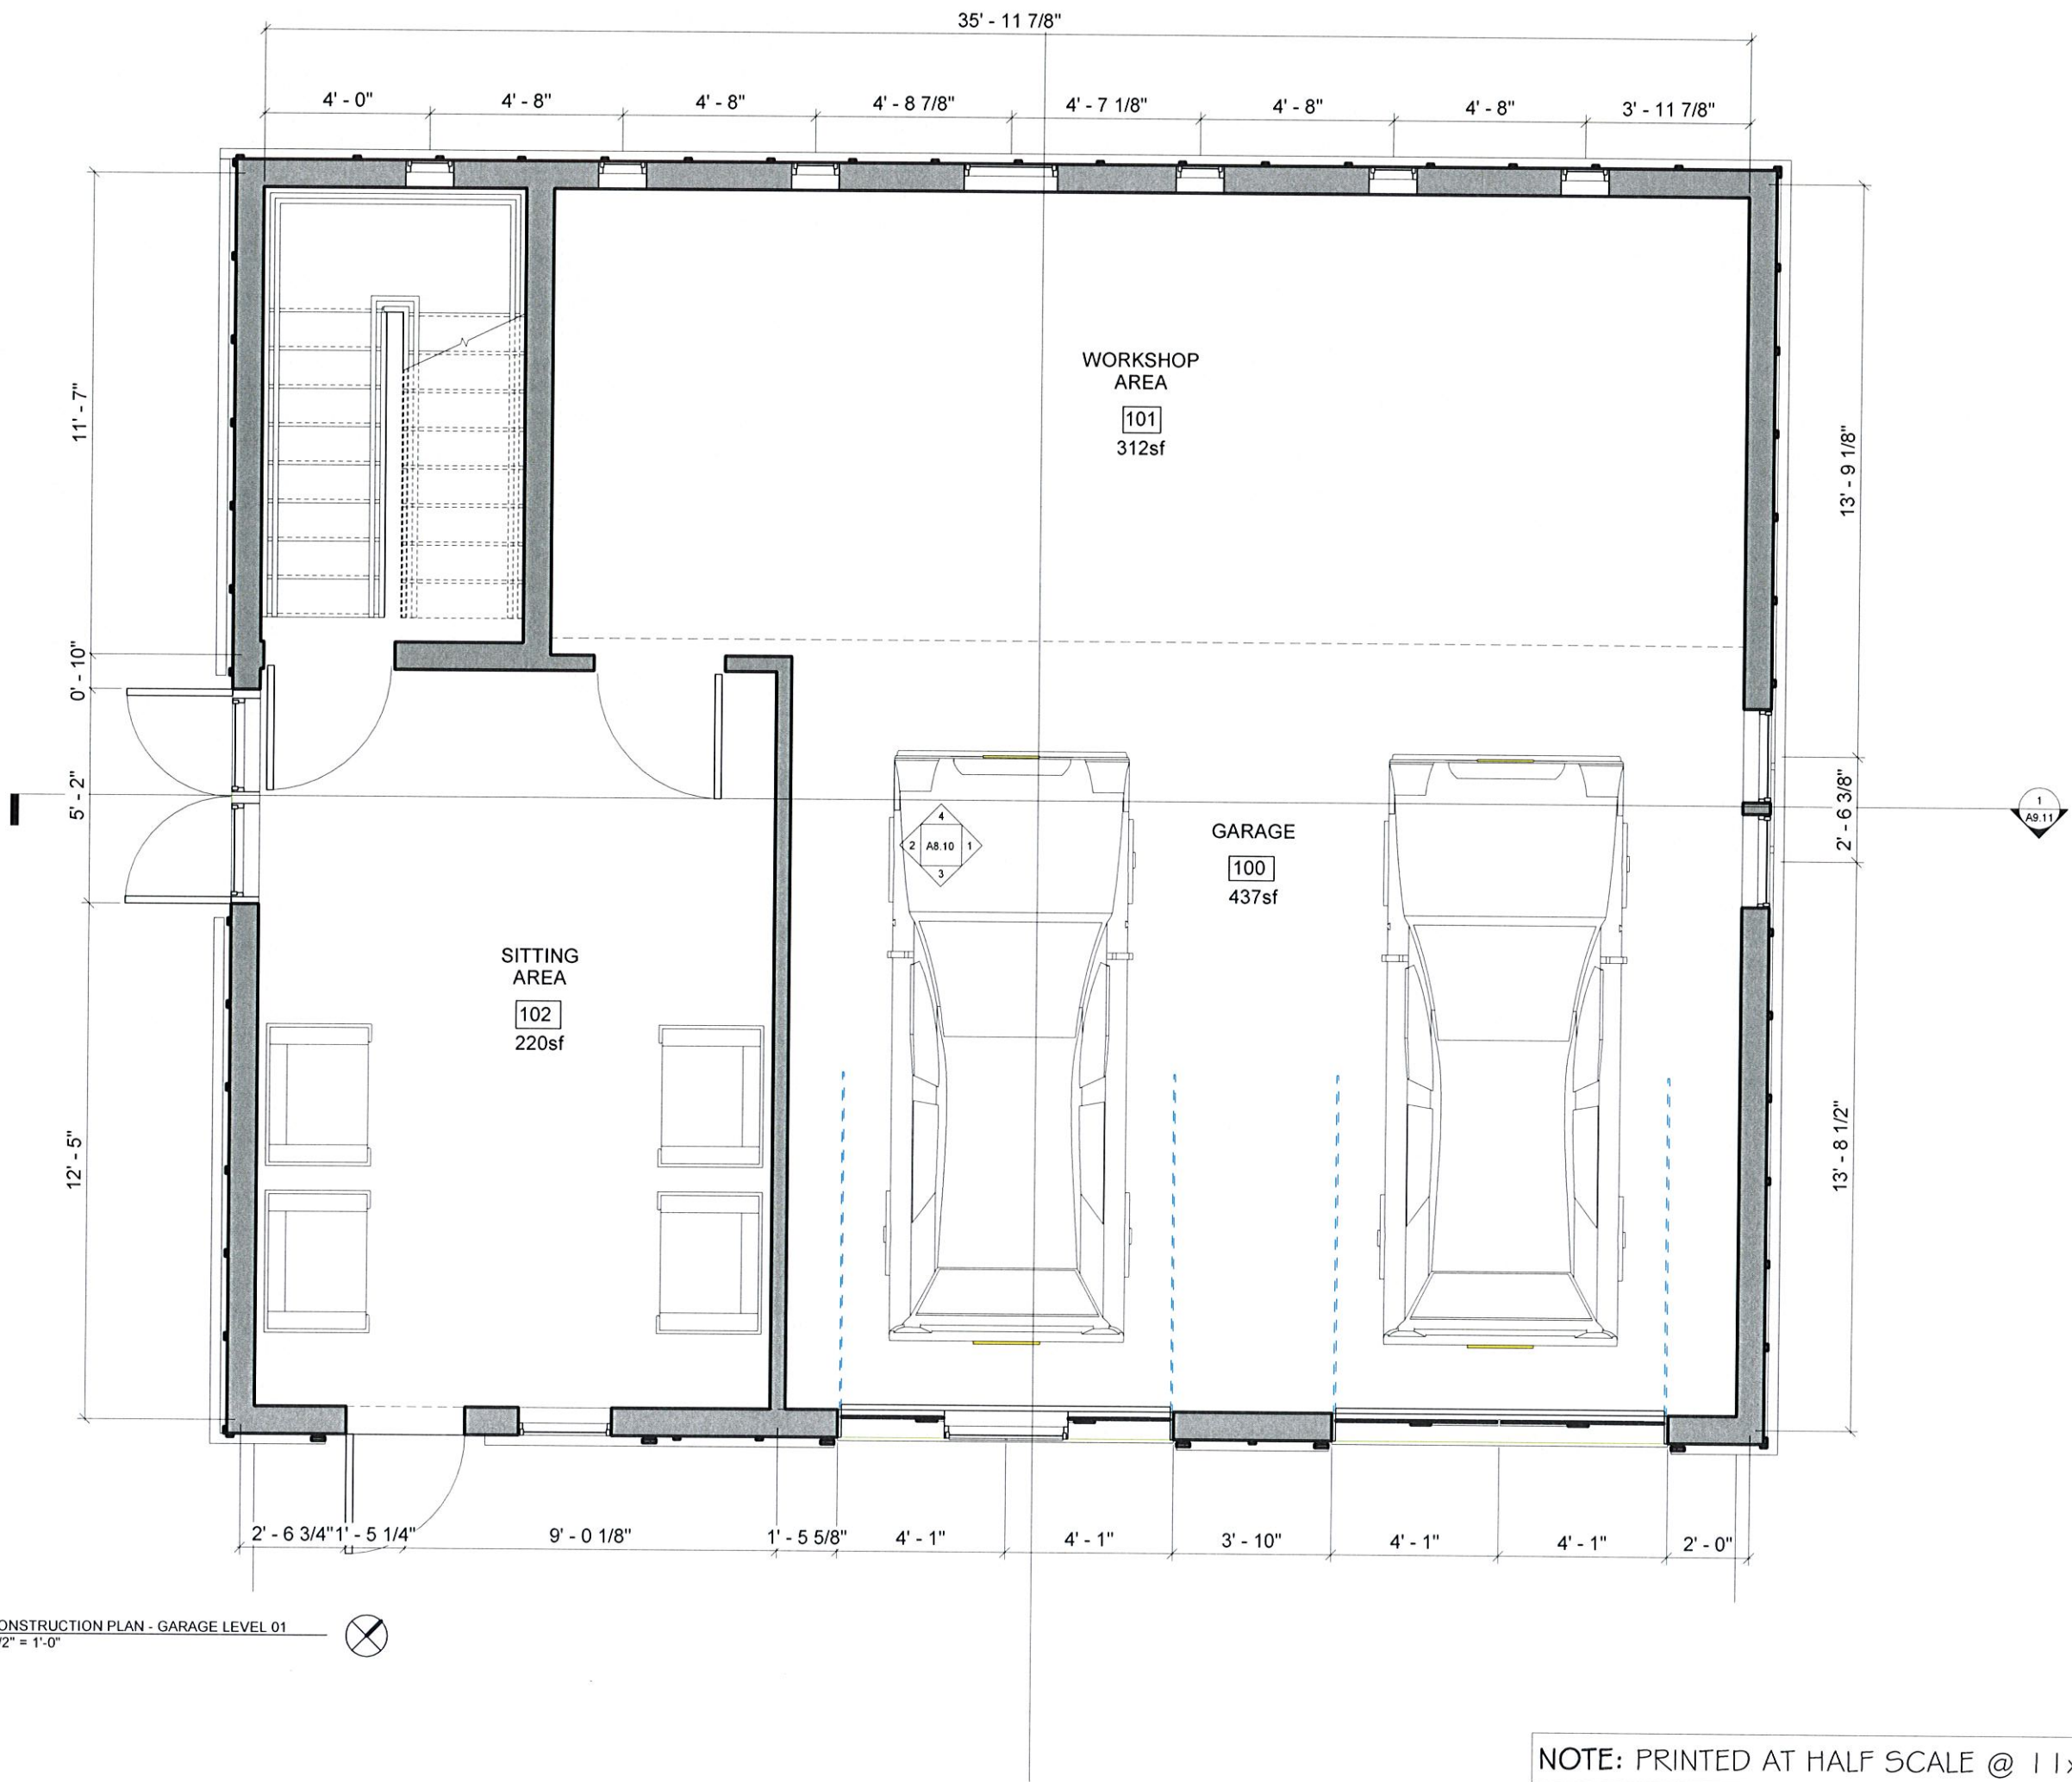 35' - 11 7/8"
4' - 0"
4' - 8"
4' - 8"
4' - 8 7/8"
4' - 7 1/8"
4' - 8"
4' - 8"
3' - 11 7/8"
11' - 7"
0' - 10"
5' - 2"
12' - 5"
WORKSHOP
AREA
101
312sf
13' - 9 1/8"
2' - 6 3/8"
13' - 8 1/2"
1
A9.11
4
2 A8.10 1
3
GARAGE
100
437sf
SITTING
AREA
102
220sf
2' - 6 3/4"
1' - 5 1/4"
9' - 0 1/8"
1' - 5 5/8"
4' - 1"
4' - 1"
3' - 10"
4' - 1"
4' - 1"
2' - 0"
ONSTRUCTION PLAN - GARAGE LEVEL 01
/2" = 1'-0"
NOTE: PRINTED AT HALF SCALE @ 11x